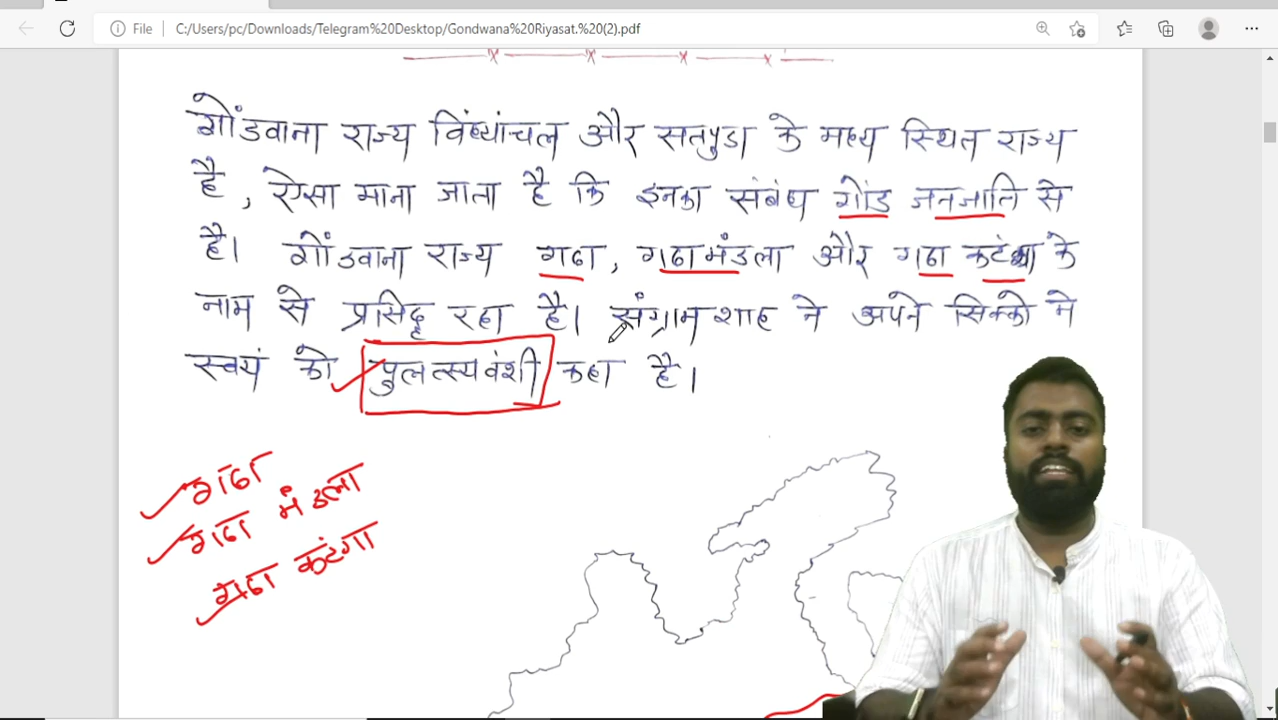 File C:/Users/pc/Downloads/Telegram%20Desktop/Gondwana%20Riyasat.%20(2).pdf
गोंडवाना राज्य विंध्यांचल और सतपुडा के मध्य स्थित राज्य
है, ऐसा माना जाता है कि इनका संबंध गोंड जनजाति से
है। गोंडवाना राज्य गढा, गढामंडला और गढा कटंगा के
नाम से प्रसिद्द रहा है। संग्रामशाह ने अपने सिक्को मे
स्वयं को पुलत्स्यवंशी कहा है।
गढा
गढा मंडला
गढा कटंगा